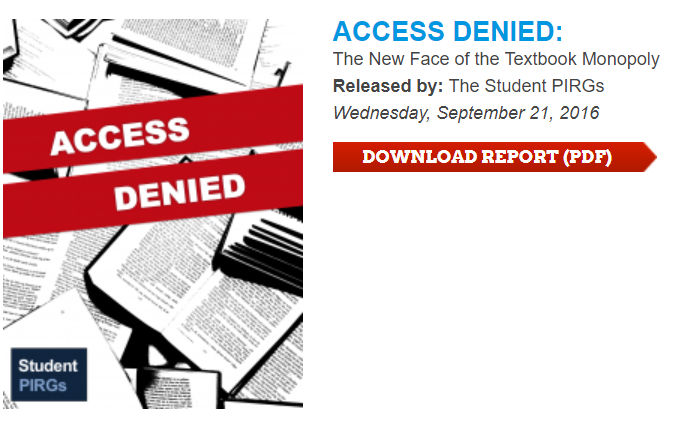 ACCESS
DENIED
Student
PIRGs
ACCESS DENIED:
The New Face of the Textbook Monopoly
Released by: The Student PIRGs
Wednesday, September 21, 2016
DOWNLOAD REPORT (PDF)